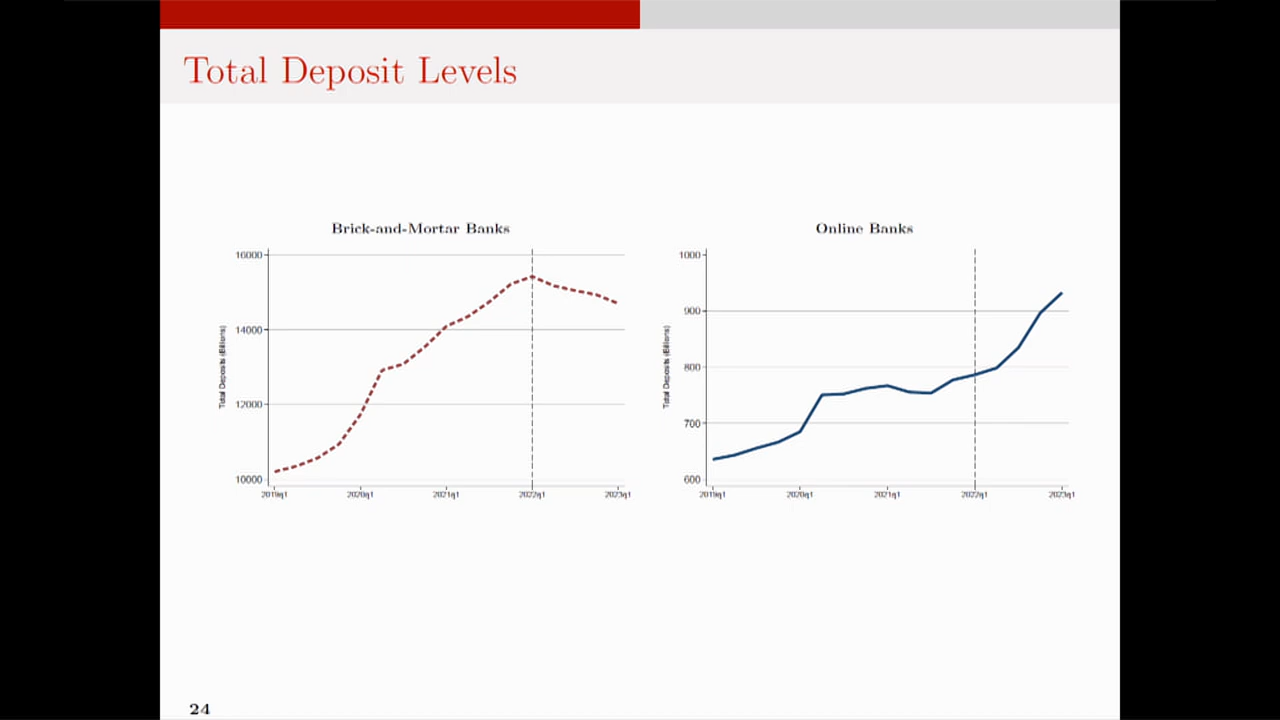 Total Deposit Levels
Brick-and-Mortar Banks
Total Deposits (Billions)
16000
14000
12000
10000
2019q1 2020q1 2021q1 2022q1 2023q1
Online Banks
Total Deposits (Billions)
1000
900
800
700
600
2019q1 2020q1 2021q1 2022q1 2023q1
24